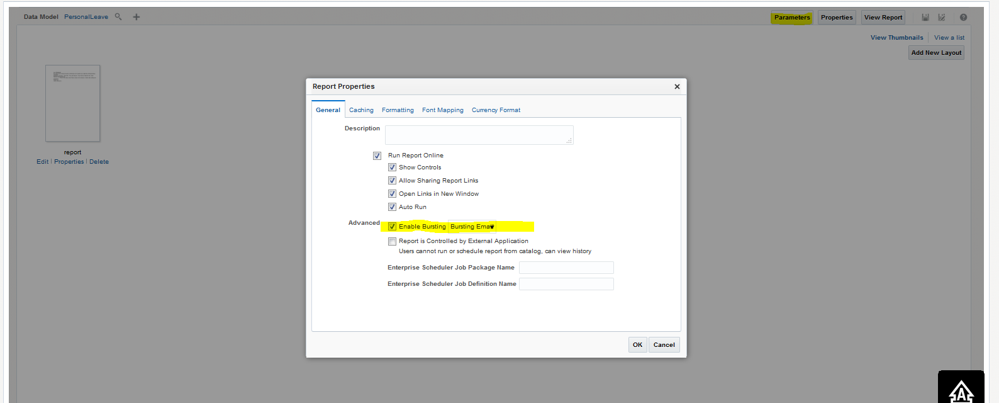 Data Model PersonalLeave
Parameters Properties View Report
View Thumbnails View a list
Add New Layout
report
Edit Properties Delete
Report Properties
General Caching Formatting Font Mapping Currency Format
Description
Run Report Online
Show Controls
Allow Sharing Report Links
Open Links in New Window
Auto Run
Advanced Enable Bursting Bursting Email
Report is Controlled by External Application
Users cannot run or schedule report from catalog, can view history
Enterprise Scheduler Job Package Name
Enterprise Scheduler Job Definition Name
OK Cancel
A